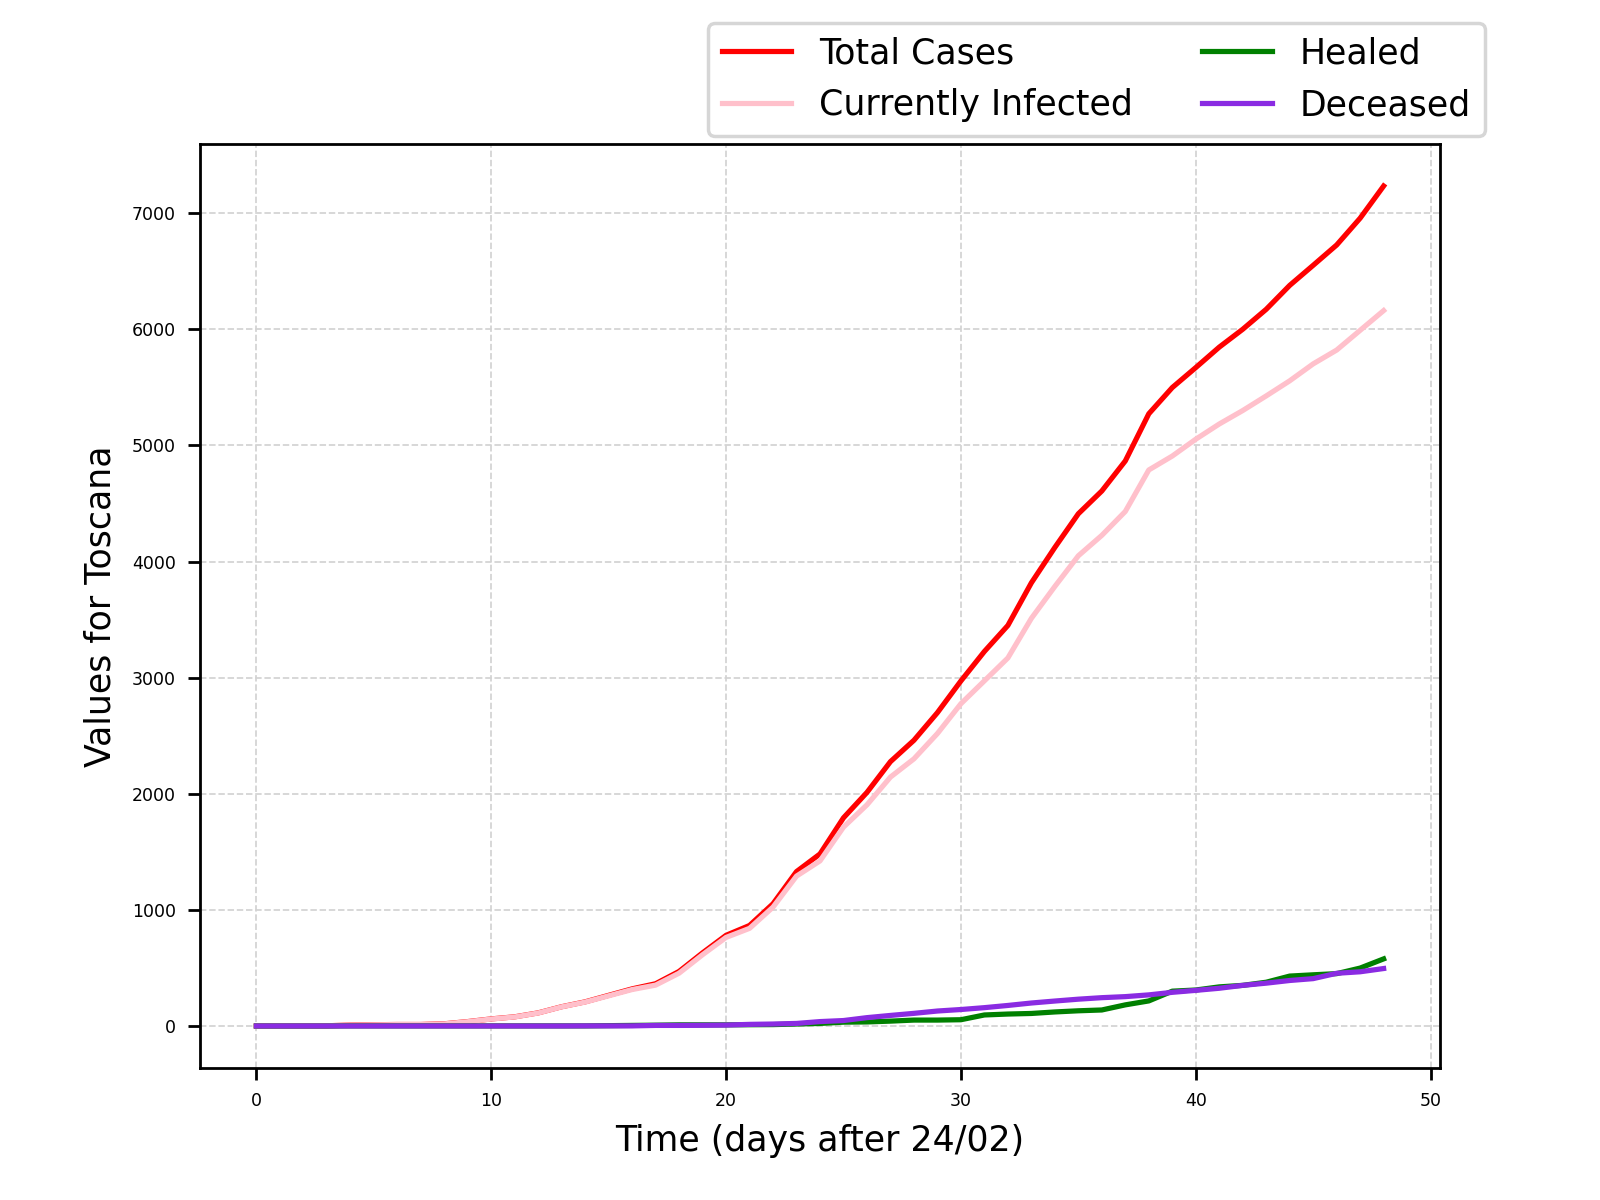 Total Cases
Currently Infected
Healed
Deceased
Values for Toscana
7000
6000
5000
4000
3000
2000
1000
0
0 10 20 30 40 50
Time (days after 24/02)